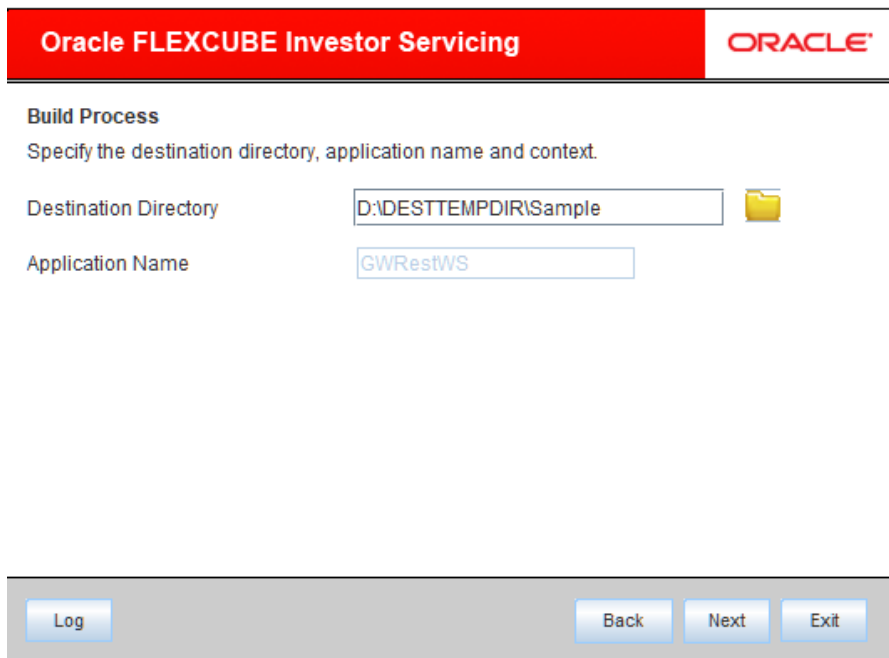 Oracle FLEXCUBE Investor Servicing
ORACLE
Build Process
Specify the destination directory, application name and context.
Destination Directory
D:\DESTTEMPDIR\Sample
Application Name
GWRestWS
Log
Back
Next
Exit